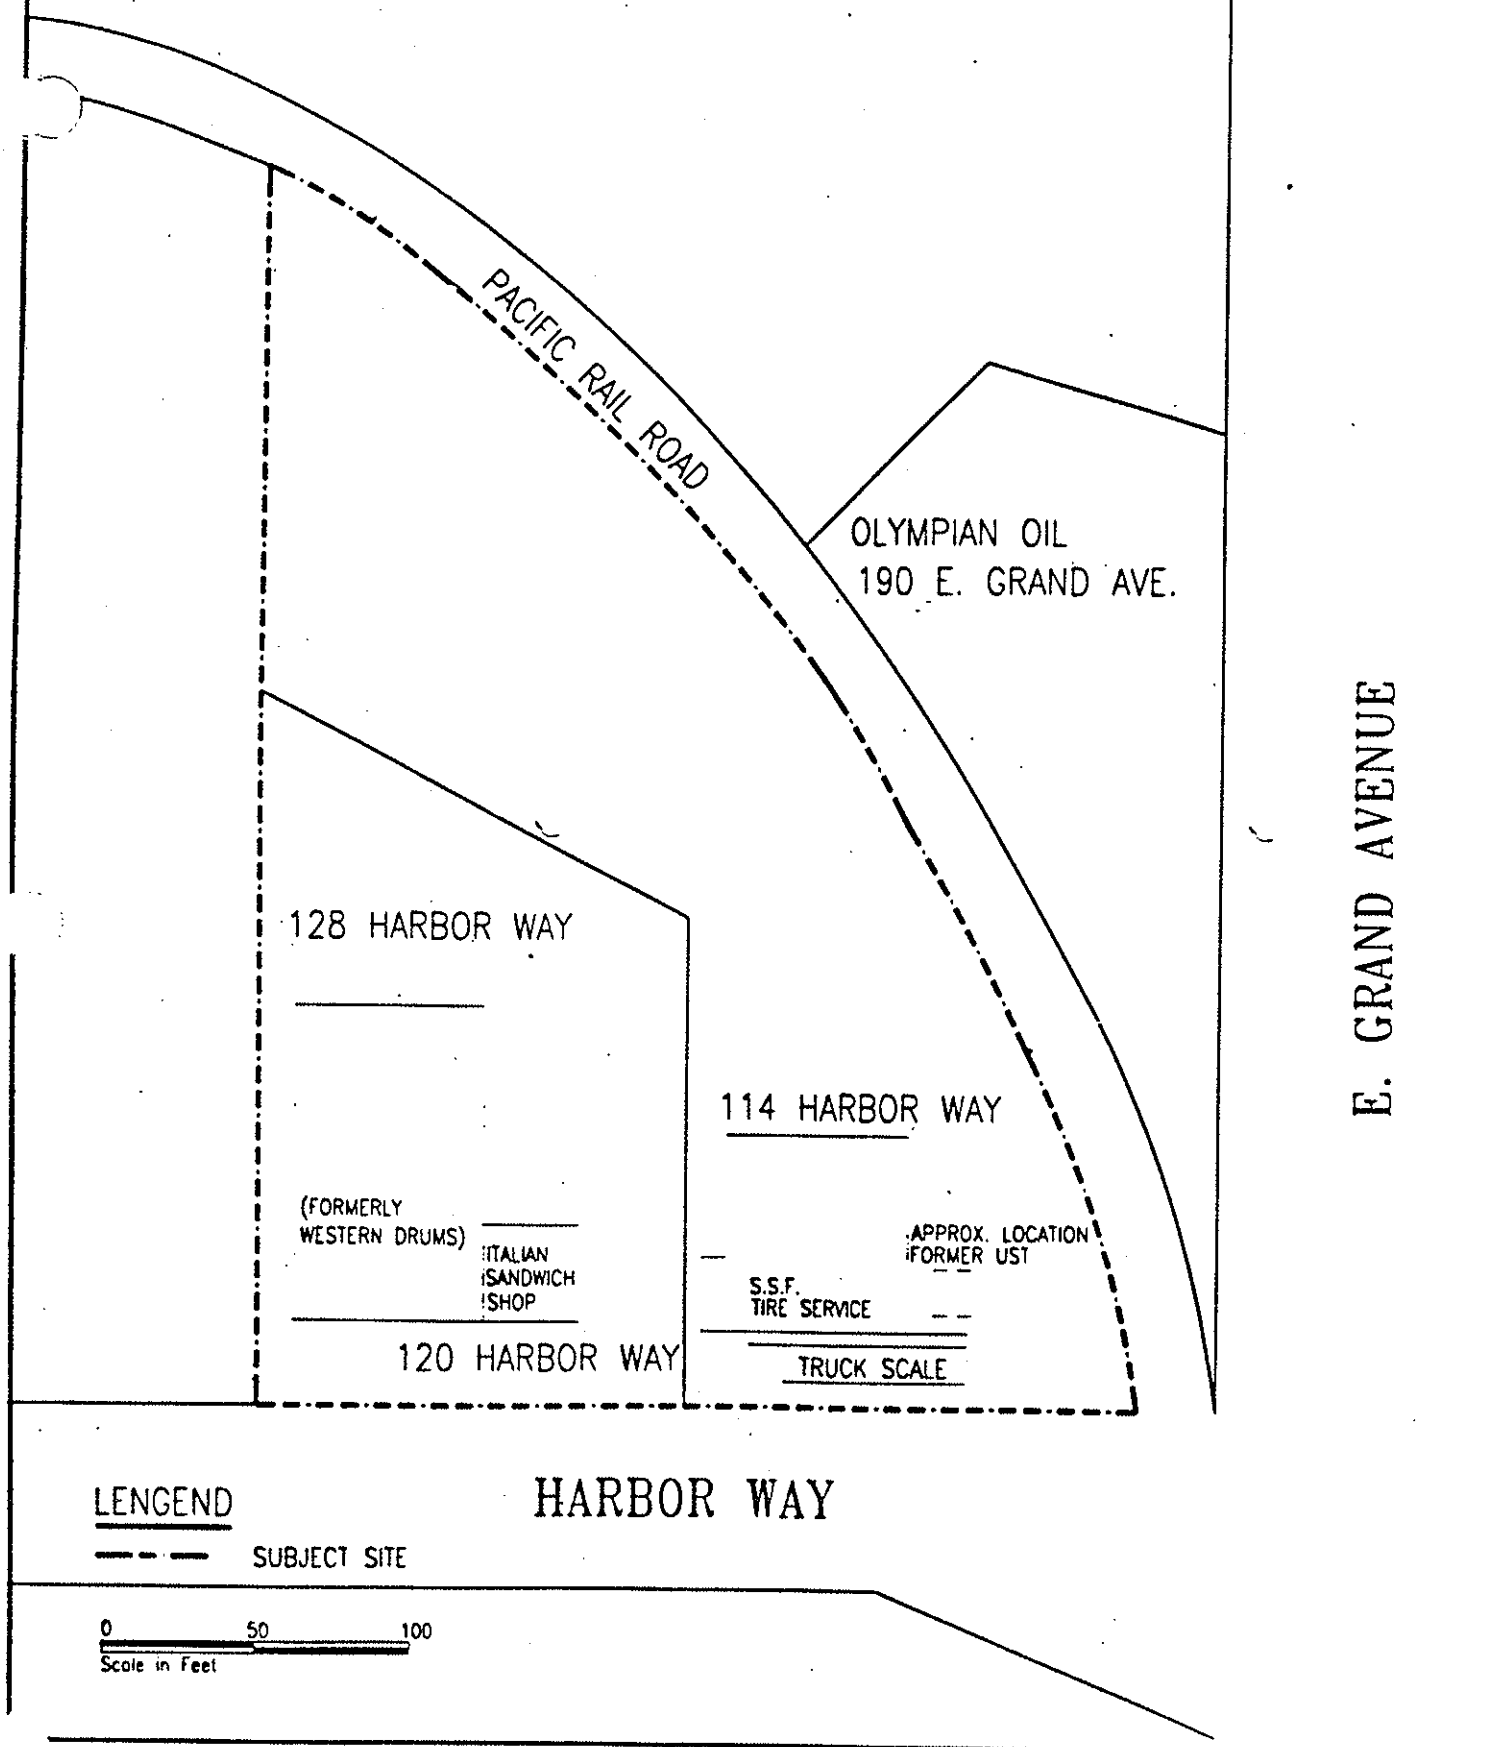 PACIFIC RAIL ROAD
OLYMPIAN OIL
190 E. GRAND AVE.
E. GRAND AVENUE
128 HARBOR WAY
114 HARBOR WAY
(FORMERLY
WESTERN DRUMS)
ITALIAN
SANDWICH
SHOP
APPROX. LOCATION
FORMER UST
S.S.F.
TIRE SERVICE
120 HARBOR WAY
TRUCK SCALE
HARBOR WAY
LENGEND
SUBJECT SITE
0 50 100
Scale in Feet